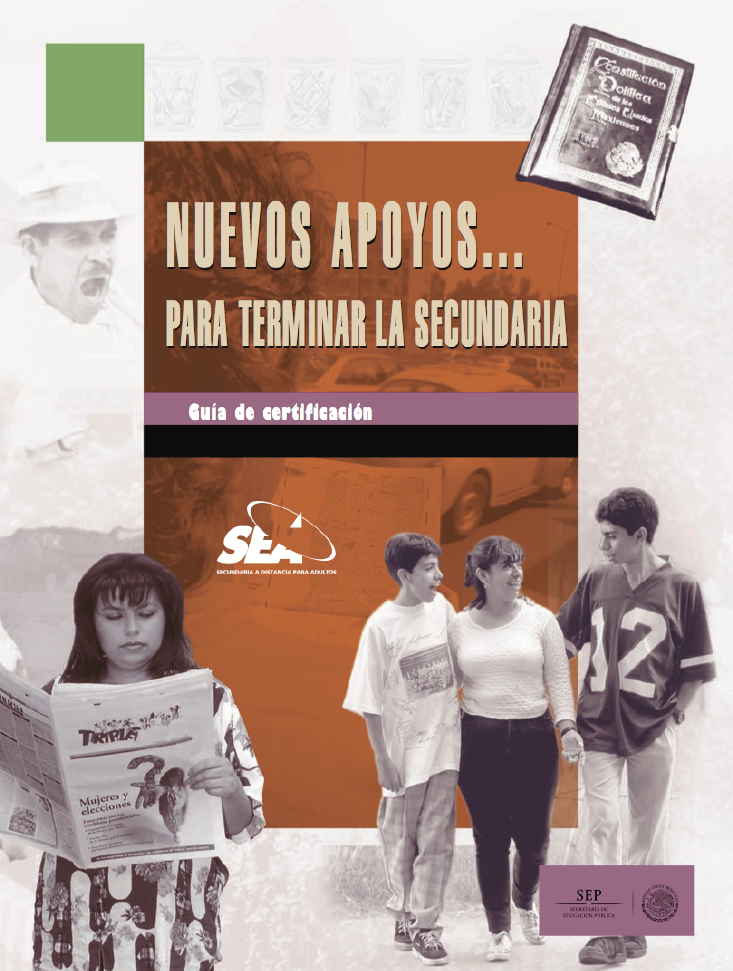 Constitución
Política
de los
Estados Unidos
Mexicanos
NUEVOS APOYOS...
PARA TERMINAR LA SECUNDARIA
Guía de certificación
SEA
SECUNDARIA A DISTANCIA PARA ADULTOS
12
TRIPLE
Mujeres y
elecciones
SEP
SECRETARÍA DE
EDUCACIÓN PÚBLICA